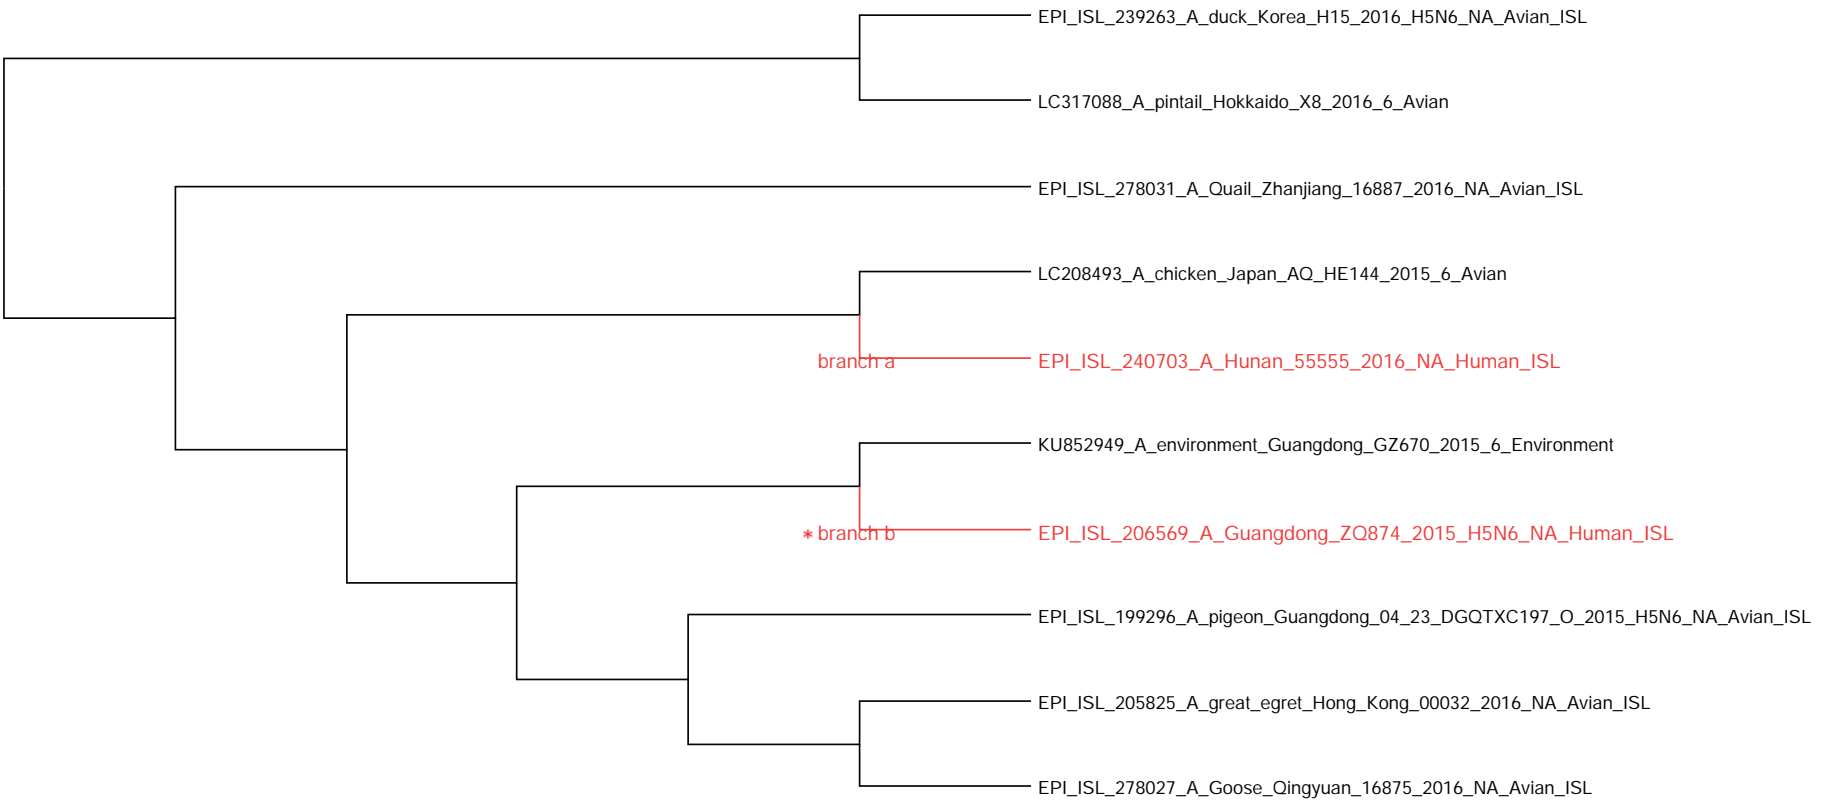 EPI_ISL_239263_A_duck_Korea_H15_2016_H5N6_NA_Avian_ISL
LC317088_A_pintail_Hokkaido_X8_2016_6_Avian
EPI_ISL_278031_A_Quail_Zhanjiang_16887_2016_NA_Avian_ISL
LC208493_A_chicken_Japan_AQ_HE144_2015_6_Avian
branch a EPI_ISL_240703_A_Hunan_55555_2016_NA_Human_ISL
KU852949_A_environment_Guangdong_GZ670_2015_6_Environment
* branch b EPI_ISL_206569_A_Guangdong_ZQ874_2015_H5N6_NA_Human_ISL
EPI_ISL_199296_A_pigeon_Guangdong_04_23_DGQTXC197_O_2015_H5N6_NA_Avian_ISL
EPI_ISL_205825_A_great_egret_Hong_Kong_00032_2016_NA_Avian_ISL
EPI_ISL_278027_A_Goose_Qingyuan_16875_2016_NA_Avian_ISL